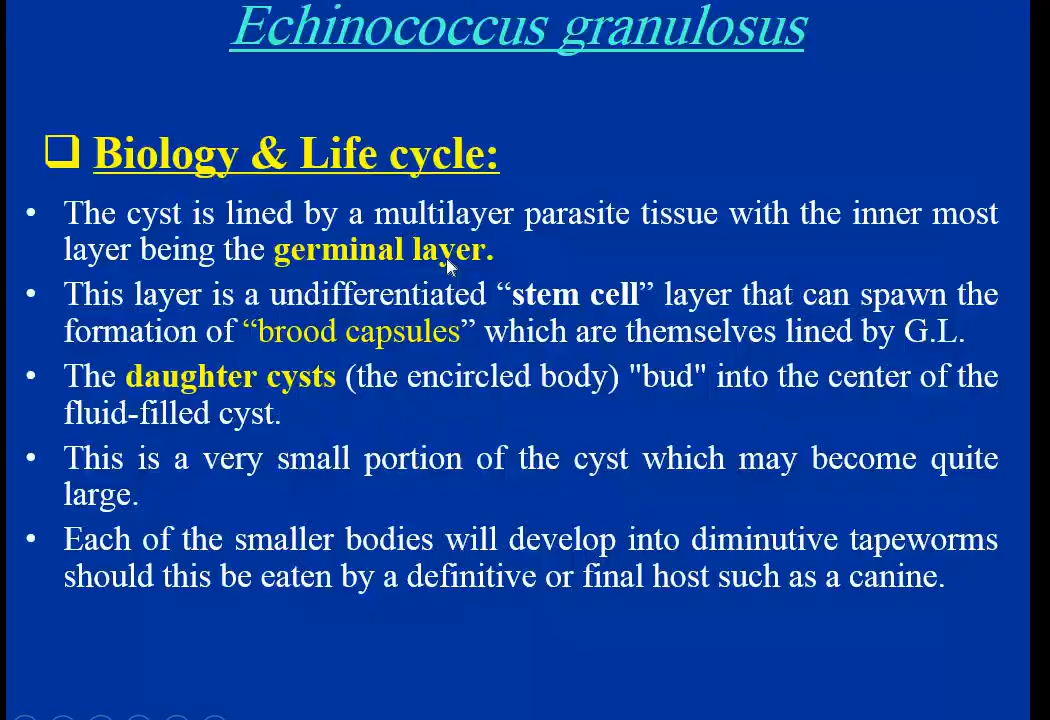 Echinococcus granulosus
❑ Biology & Life cycle:
• The cyst is lined by a multilayer parasite tissue with the inner most
layer being the germinal layer.
• This layer is a undifferentiated “stem cell” layer that can spawn the
formation of “brood capsules” which are themselves lined by G.L.
• The daughter cysts (the encircled body) "bud" into the center of the
fluid-filled cyst.
• This is a very small portion of the cyst which may become quite
large.
• Each of the smaller bodies will develop into diminutive tapeworms
should this be eaten by a definitive or final host such as a canine.